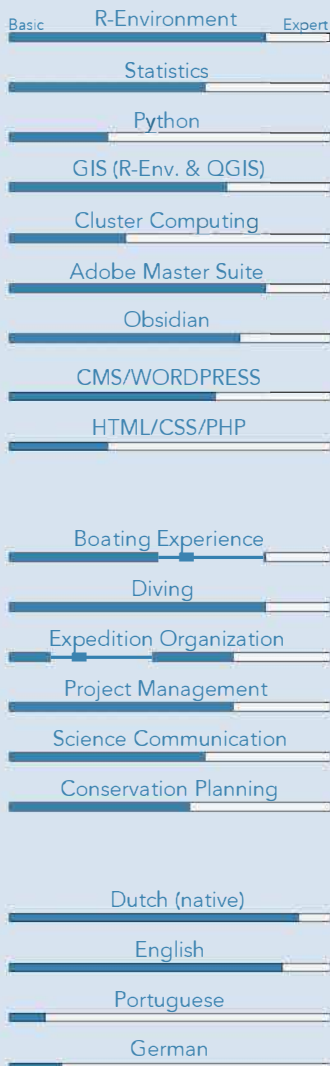 R-Environment
Basic Expert
Statistics
Python
GIS (R-Env. & QGIS)
Cluster Computing
Adobe Master Suite
Obsidian
CMS/WORDPRESS
HTML/CSS/PHP
Boating Experience
Diving
Expedition Organization
Project Management
Science Communication
Conservation Planning
Dutch (native)
English
Portuguese
German